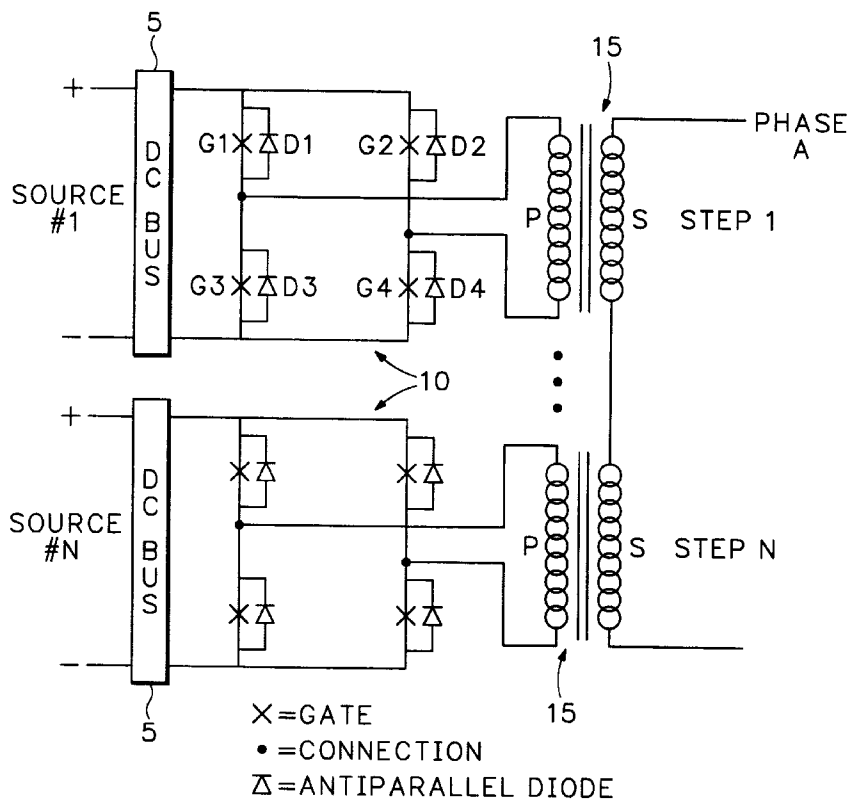 5
15
+
DC BUS
SOURCE
#1
G1 D1
G2 D2
G3 D3
G4 D4
P S STEP 1
PHASE
A
−
10
+
DC BUS
SOURCE
#N
P S STEP N
−
5
15
×=GATE
•=CONNECTION
=ANTIPARALLEL DIODE